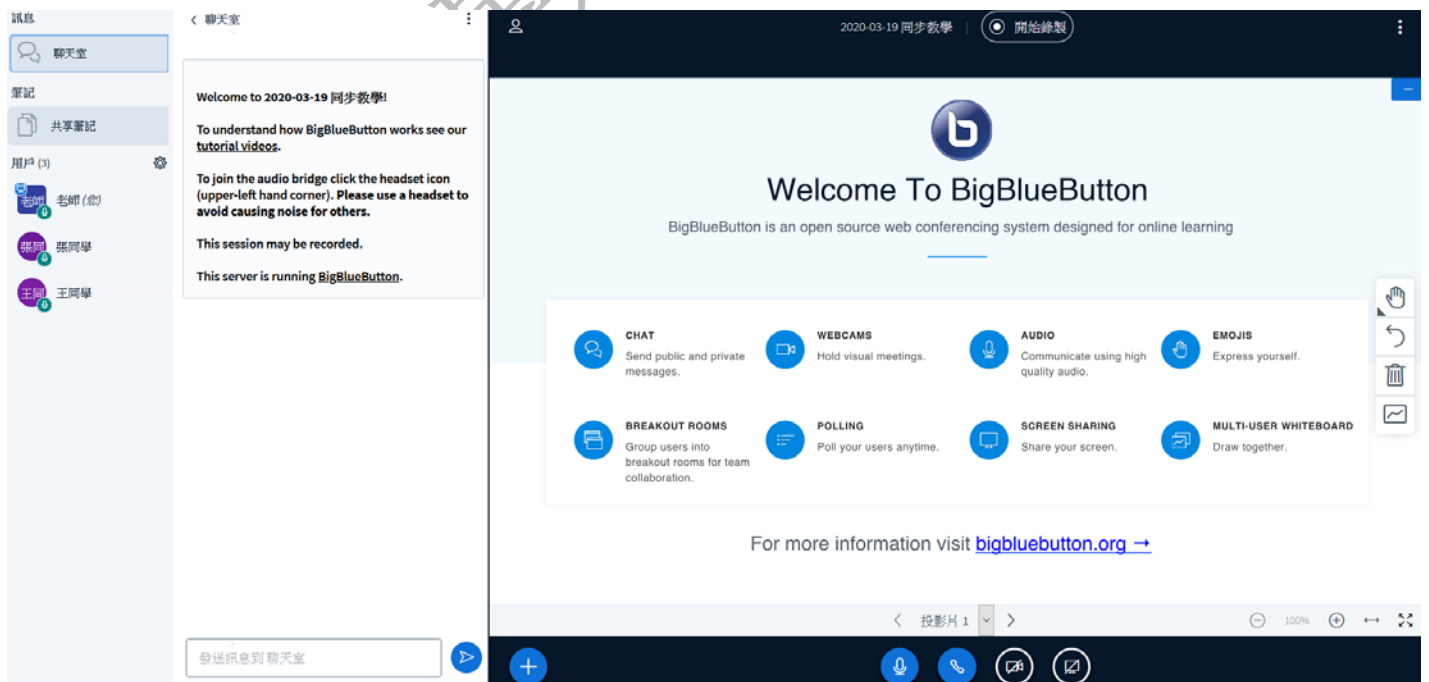 訊息
聊天室
筆記
共享筆記
用戶 (3)
老師
老師 (您)
張同
張同學
王同
王同學
聊天室
Welcome to 2020-03-19 同步教學!
To understand how BigBlueButton works see our
tutorial videos.
To join the audio bridge click the headset icon
(upper-left hand corner). Please use a headset to
avoid causing noise for others.
This session may be recorded.
This server is running BigBlueButton.
發送訊息到 聊天室
2020-03-19 同步教學
開始錄製
b
Welcome To BigBlueButton
BigBlueButton is an open source web conferencing system designed for online learning
CHAT
Send public and private
messages.
WEBCAMS
Hold visual meetings.
AUDIO
Communicate using high
quality audio.
EMOJIS
Express yourself.
BREAKOUT ROOMS
Group users into
breakout rooms for team
collaboration.
POLLING
Poll your users anytime.
SCREEN SHARING
Share your screen.
MULTI-USER WHITEBOARD
Draw together.
For more information visit bigbluebutton.org →
投影片 1
100%